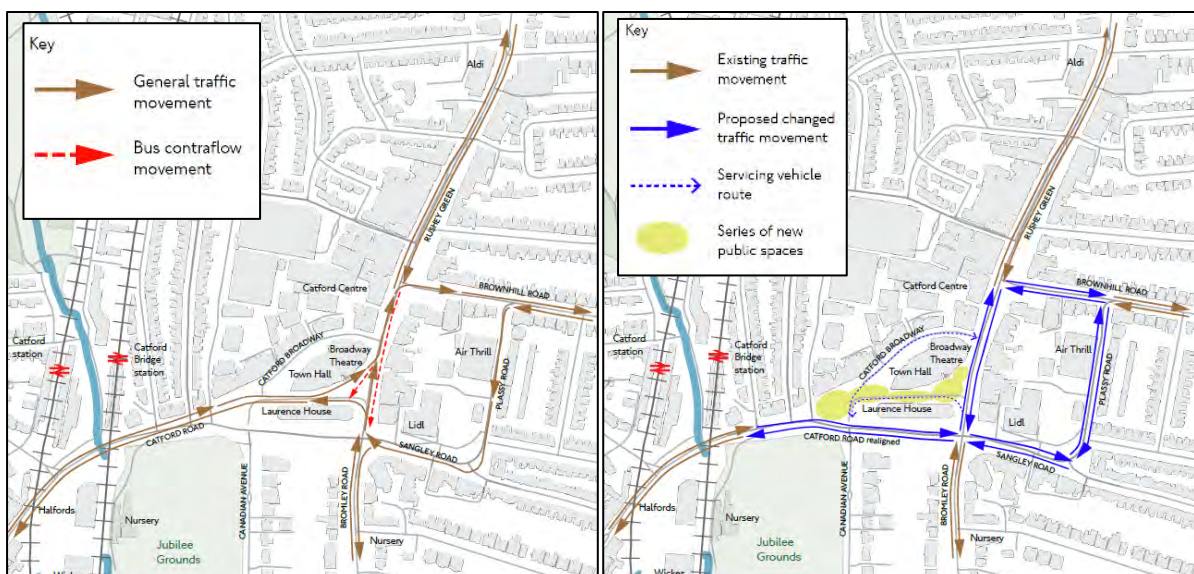 Key
General traffic
movement
Bus contraflow
movement
Aldi
RUSHEY GREEN
Catford Centre
BROWNHILL ROAD
Catford
station
Catford
Bridge
station
CATFORD BROADWAY
Broadway
Theatre
Town Hall
Air Thrill
PLASSY ROAD
Laurence House
Lidl
CATFORD ROAD
SANGLEY ROAD
CANADIAN AVENUE
BROMLEY ROAD
Halfords
Nursery
Nursery
Jubilee
Grounds
Wickes
Key
Existing traffic
movement
Proposed changed
traffic movement
Servicing vehicle
route
Series of new
public spaces
Aldi
RUSHEY GREEN
Catford Centre
BROWNHILL ROAD
Catford
station
Catford
Bridge
station
CATFORD BROADWAY
Broadway
Theatre
Town Hall
Air Thrill
PLASSY ROAD
Laurence House
Lidl
CATFORD ROAD
CATFORD ROAD realigned
SANGLEY ROAD
CANADIAN AVENUE
BROMLEY ROAD
Halfords
Nursery
Nursery
Jubilee
Grounds
Wickes